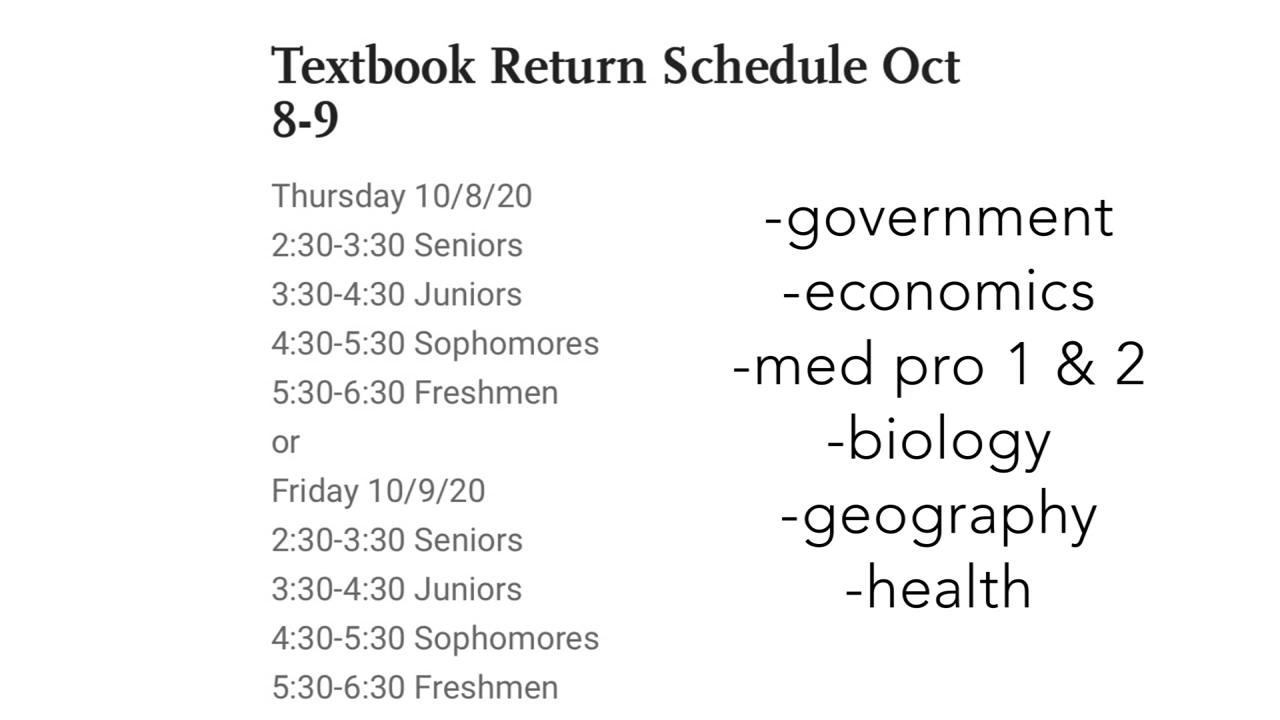 Textbook Return Schedule Oct
8-9
Thursday 10/8/20
2:30-3:30 Seniors
3:30-4:30 Juniors
4:30-5:30 Sophomores
5:30-6:30 Freshmen
or
Friday 10/9/20
2:30-3:30 Seniors
3:30-4:30 Juniors
4:30-5:30 Sophomores
5:30-6:30 Freshmen
-government
-economics
-med pro 1 & 2
-biology
-geography
-health